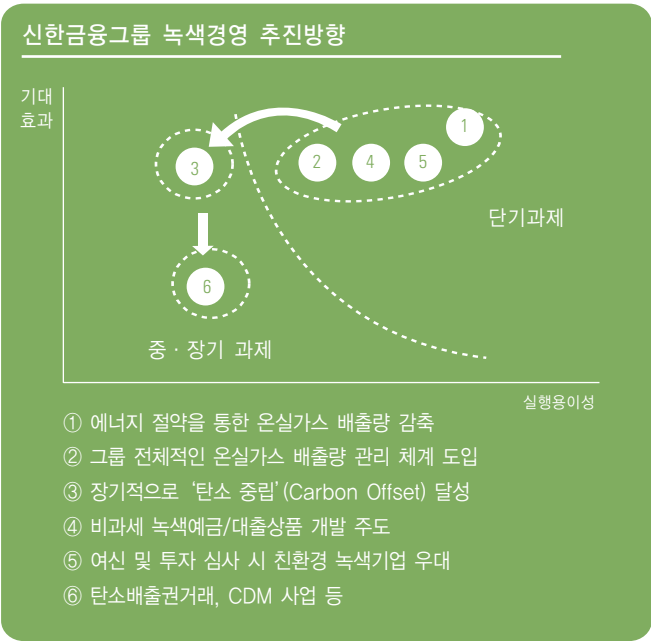 신한금융그룹 녹색경영 추진방향
기대
효과
1
3
2
4
5
단기과제
6
중 · 장기 과제
실행용이성
① 에너지 절약을 통한 온실가스 배출량 감축
② 그룹 전체적인 온실가스 배출량 관리 체계 도입
③ 장기적으로 ‘탄소 중립’(Carbon Offset) 달성
④ 비과세 녹색예금/대출상품 개발 주도
⑤ 여신 및 투자 심사 시 친환경 녹색기업 우대
⑥ 탄소배출권거래, CDM 사업 등